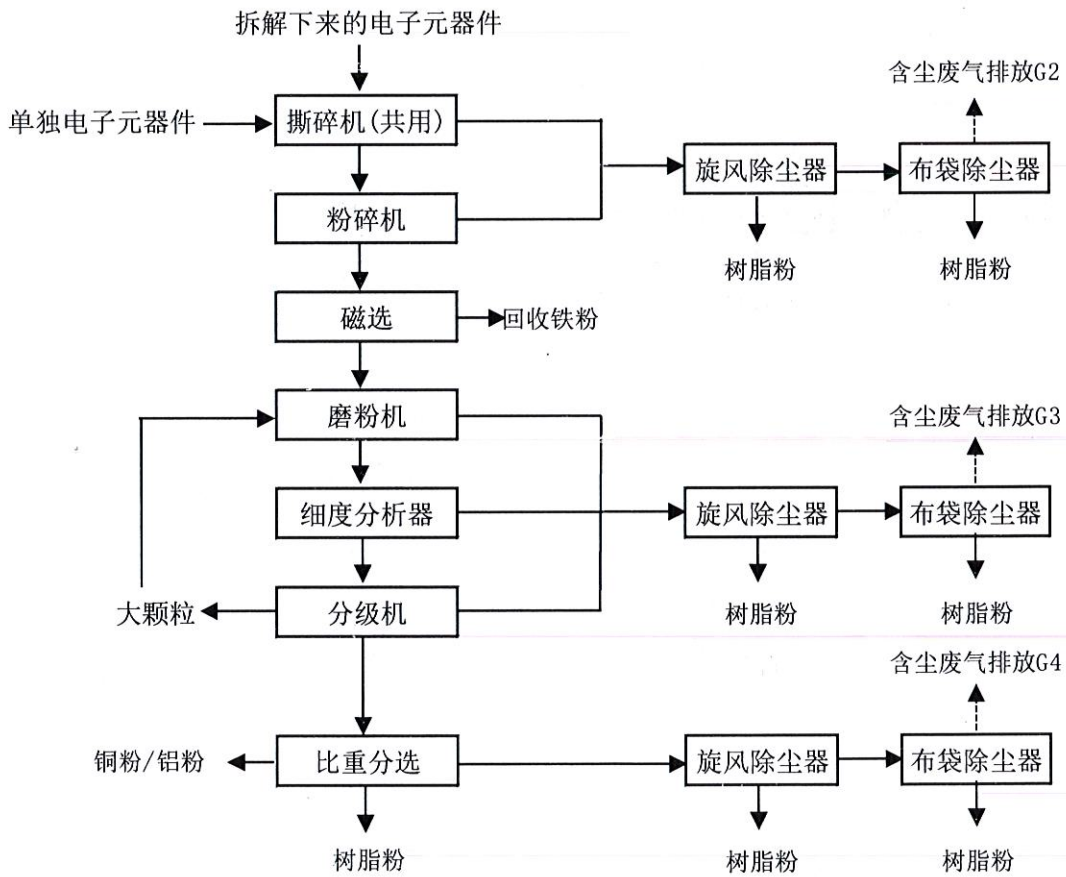 拆解下来的电子元器件
含尘废气排放G2
单独电子元器件
撕碎机(共用)
旋风除尘器
布袋除尘器
粉碎机
树脂粉
树脂粉
磁选
回收铁粉
磨粉机
含尘废气排放G3
细度分析器
旋风除尘器
布袋除尘器
大颗粒
分级机
树脂粉
树脂粉
含尘废气排放G4
铜粉/铝粉
比重分选
旋风除尘器
布袋除尘器
树脂粉
树脂粉
树脂粉